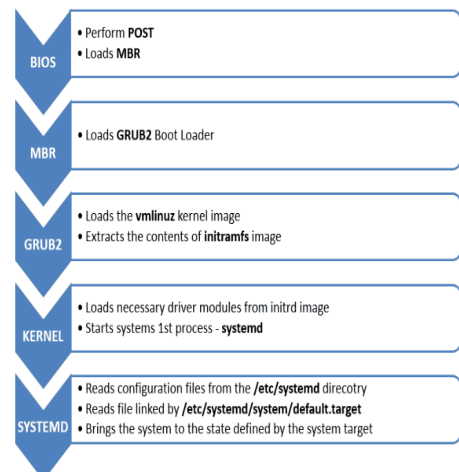 BIOS
• Perform POST
• Loads MBR
MBR
• Loads GRUB2 Boot Loader
GRUB2
• Loads the vmlinuz kernel image
• Extracts the contents of initramfs image
KERNEL
• Loads necessary driver modules from initrd image
• Starts systems 1st process - systemd
SYSTEMD
• Reads configuration files from the /etc/systemd direcotry
• Reads file linked by /etc/systemd/system/default.target
• Brings the system to the state defined by the system target